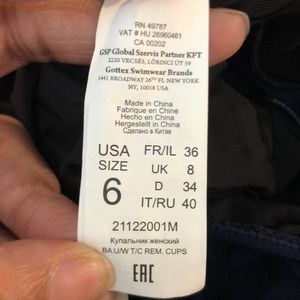 RN 49787
VAT # HU 26960461
CA 00202
GSP Global Szerviz Partner KFT
2220 VECSÉS, LŐRINCI ÚT 59
Gottex Swimwear Brands
1441 BROADWAY 26TH FL NEW YORK
NY, 10018 USA
Made in China
Fabriquée en Chine
Hecho en China
Hergestellt in China
Сделано в Китае
USA SIZE 6
FR/IL 36
UK 8
D 34
IT/RU 40
21122001M
Купальник женский
BA U/W T/C REM. CUPS
EAC